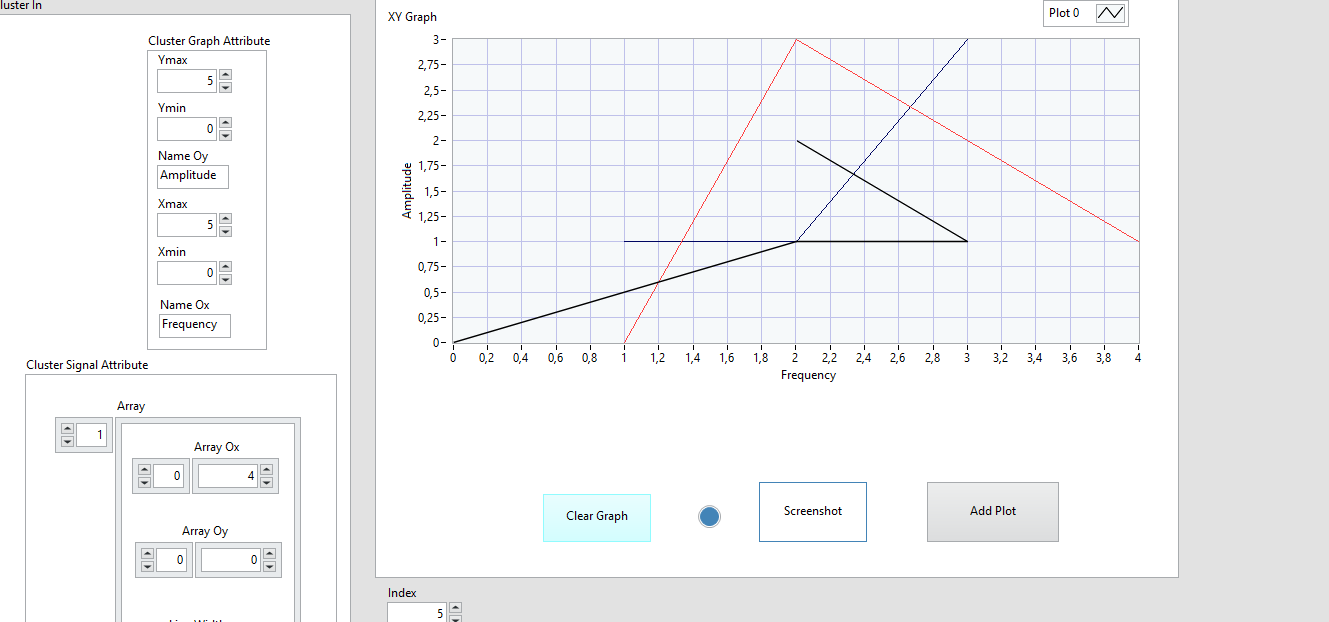 luster In
Cluster Graph Attribute
Ymax
5
Ymin
0
Name Oy
Amplitude
Xmax
5
Xmin
0
Name Ox
Frequency
Cluster Signal Attribute
Array
1
Array Ox
0
4
Array Oy
0
0
XY Graph
Plot 0
3
2,75
2,5
2,25
2
1,75
1,5
1,25
1
0,75
0,5
0,25
0
Amplitude
0 0,2 0,4 0,6 0,8 1 1,2 1,4 1,6 1,8 2 2,2 2,4 2,6 2,8 3 3,2 3,4 3,6 3,8 4
Frequency
Clear Graph
Screenshot
Add Plot
Index
5